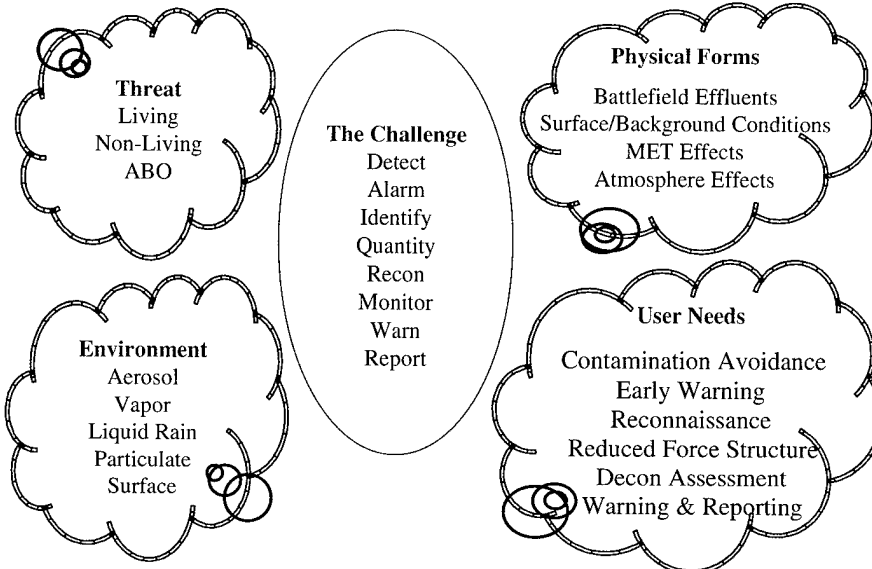 Threat
Living
Non-Living
ABO
The Challenge
Detect
Alarm
Identify
Quantity
Recon
Monitor
Warn
Report
Physical Forms
Battlefield Effluents
Surface/Background Conditions
MET Effects
Atmosphere Effects
Environment
Aerosol
Vapor
Liquid Rain
Particulate
Surface
User Needs
Contamination Avoidance
Early Warning
Reconnaissance
Reduced Force Structure
Decon Assessment
Warning & Reporting